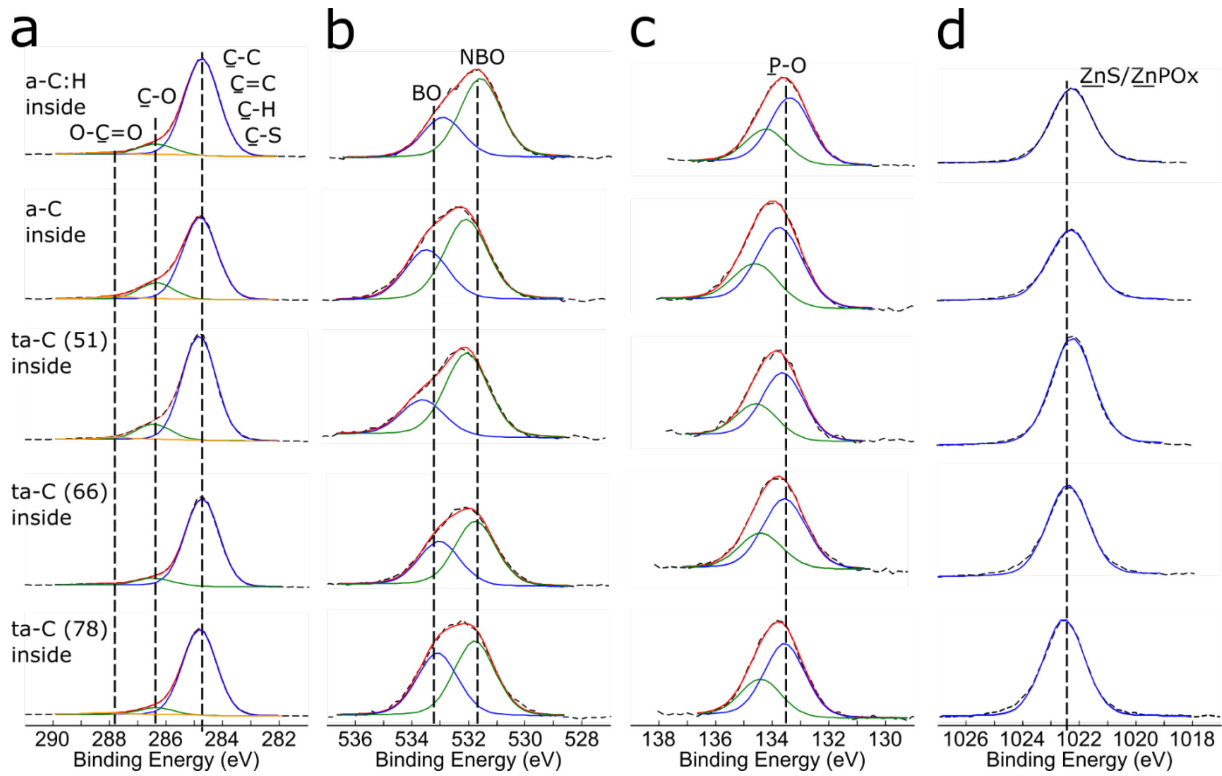 a
b
c
d
a-C:H
inside
O-C=O
C-O
C-C
C=C
C-H
C-S
BO
NBO
P-O
ZnS/ZnPOx
a-C
inside
ta-C (51)
inside
ta-C (66)
inside
ta-C (78)
inside
290 288 286 284 282
536 534 532 530 528
138 136 134 132 130
1026 1024 1022 1020 1018
Binding Energy (eV)
Binding Energy (eV)
Binding Energy (eV)
Binding Energy (eV)